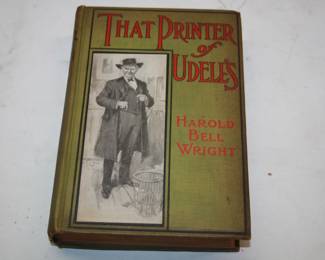 THAT PRINTER
of
UDELL'S
HAROLD
BELL
WRIGHT